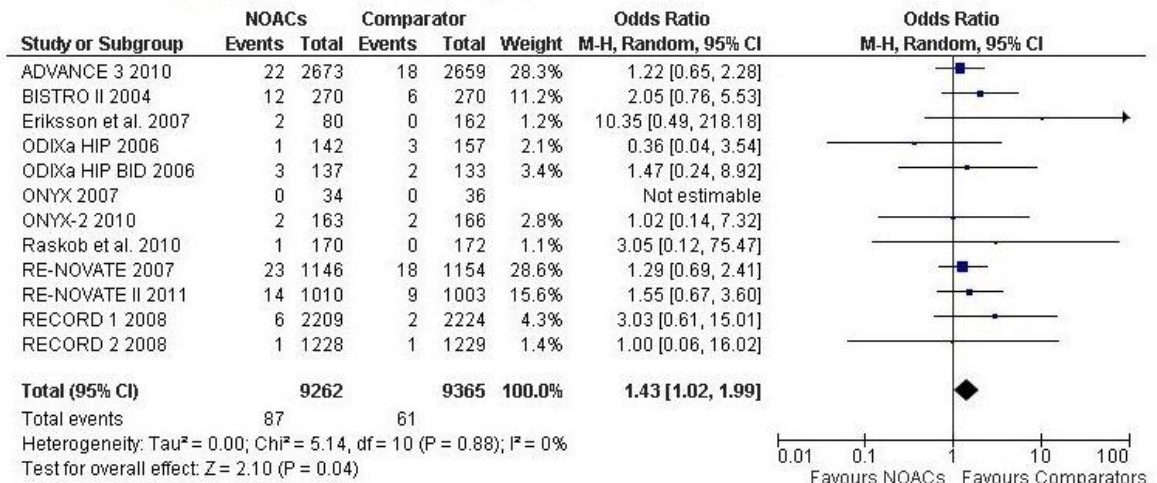 NOACs Comparator Odds Ratio Odds Ratio
Study or Subgroup Events Total Events Total Weight M-H, Random, 95% CI M-H, Random, 95% CI
ADVANCE 3 2010 22 2673 18 2659 28.3% 1.22 [0.65, 2.28]
BISTRO II 2004 12 270 6 270 11.2% 2.05 [0.76, 5.53]
Eriksson et al. 2007 2 80 0 162 1.2% 10.35 [0.49, 218.18]
ODIXa HIP 2006 1 142 3 157 2.1% 0.36 [0.04, 3.54]
ODIXa HIP BID 2006 3 137 2 133 3.4% 1.47 [0.24, 8.92]
ONYX 2007 0 34 0 36 Not estimable
ONYX-2 2010 2 163 2 166 2.8% 1.02 [0.14, 7.32]
Raskob et al. 2010 1 170 0 172 1.1% 3.05 [0.12, 75.47]
RE-NOVATE 2007 23 1146 18 1154 28.6% 1.29 [0.69, 2.41]
RE-NOVATE II 2011 14 1010 9 1003 15.6% 1.55 [0.67, 3.60]
RECORD 1 2008 6 2209 2 2224 4.3% 3.03 [0.61, 15.01]
RECORD 2 2008 1 1228 1 1229 1.4% 1.00 [0.06, 16.02]
Total (95% CI) 9262 9365 100.0% 1.43 [1.02, 1.99]
Total events 87 61
Heterogeneity: Tau² = 0.00; Chi² = 5.14, df = 10 (P = 0.88); I² = 0%
Test for overall effect: Z = 2.10 (P = 0.04)
0.01 0.1 1 10 100
Favours NOACs Favours Comparators